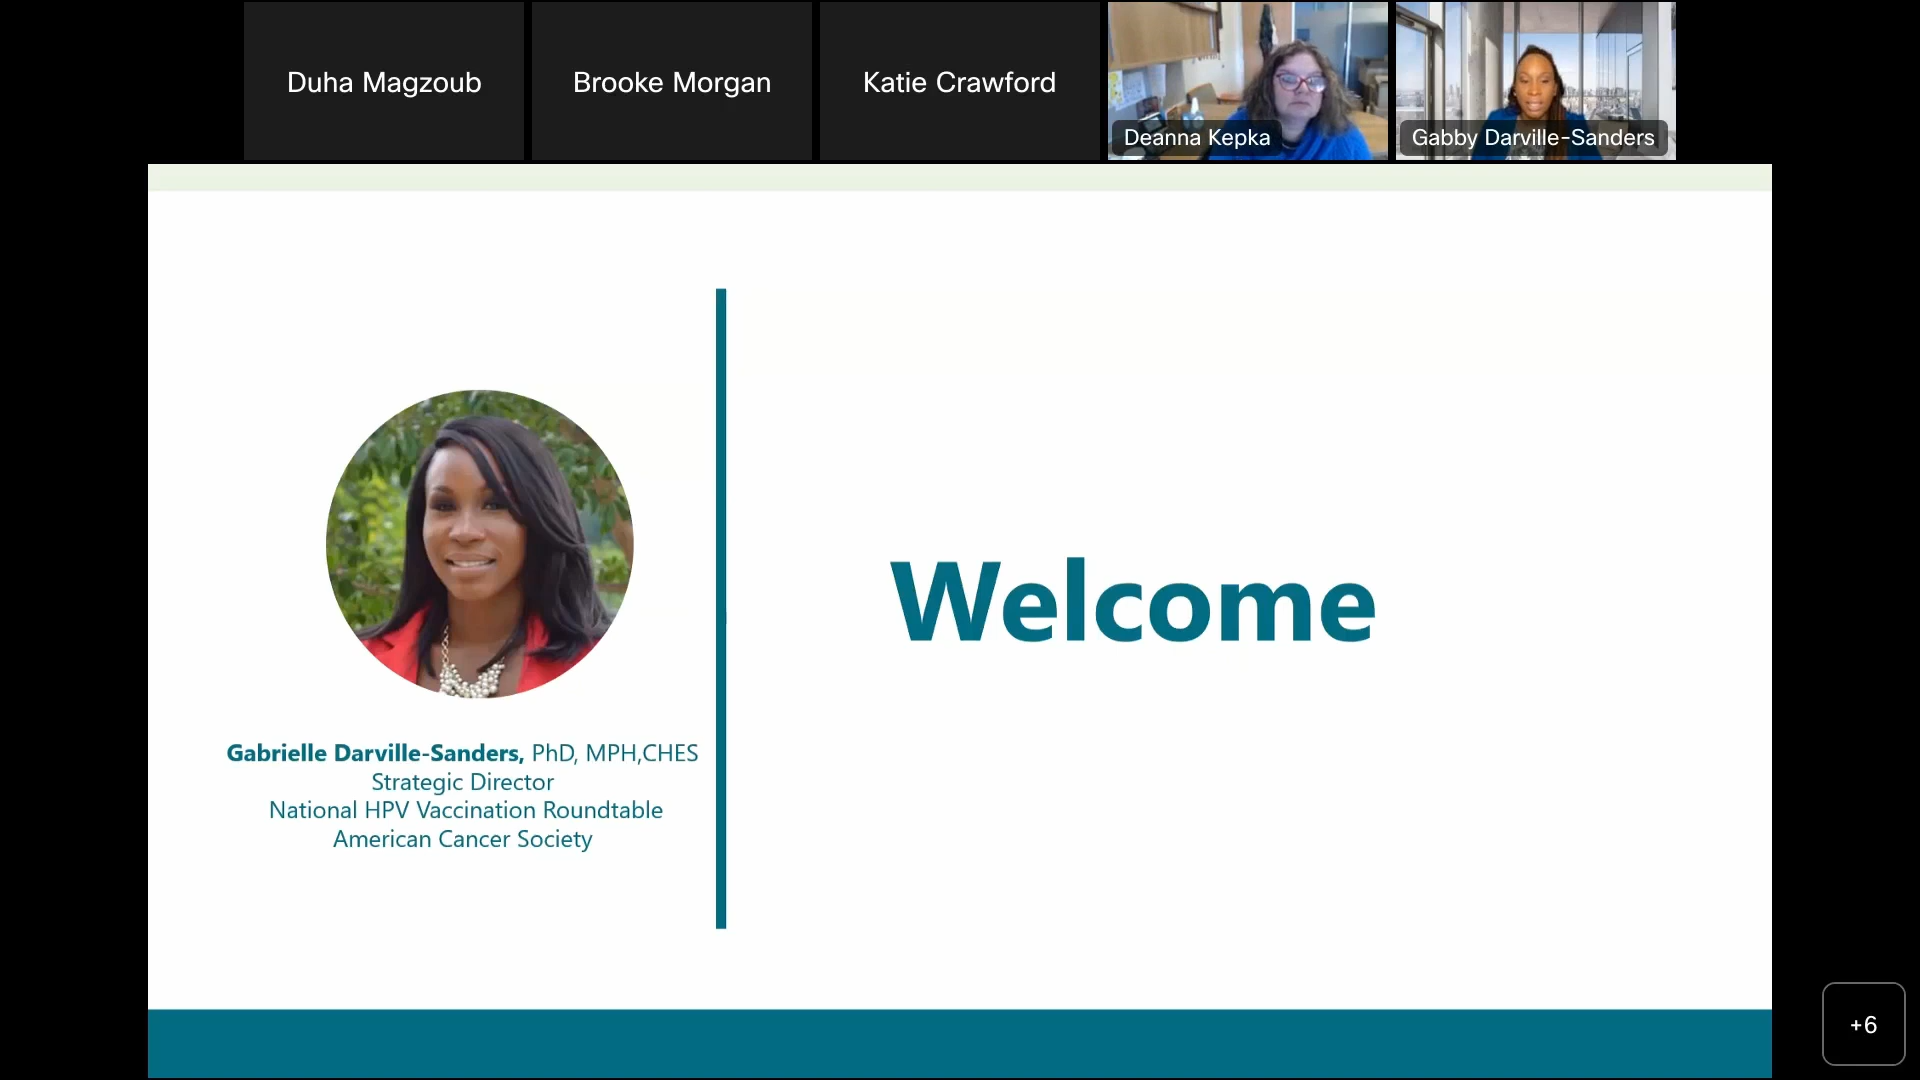 Duha Magzoub
Brooke Morgan
Katie Crawford
Deanna Kepka
Gabby Darville-Sanders
Welcome
Gabrielle Darville-Sanders, PhD, MPH,CHES
Strategic Director
National HPV Vaccination Roundtable
American Cancer Society
+6